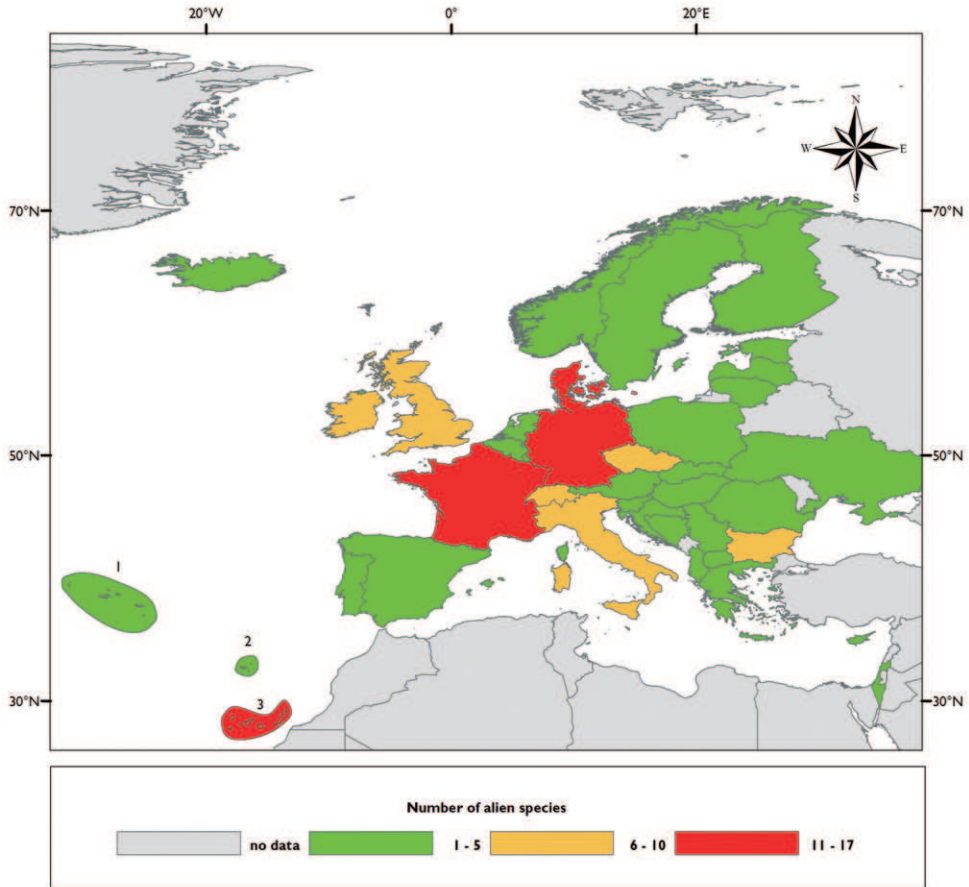 20°W 0° 20°E
N
W E
S
70°N 70°N
50°N 50°N
1
2
3
30°N 30°N
Number of alien species
no data 1 - 5 6 - 10 11 - 17